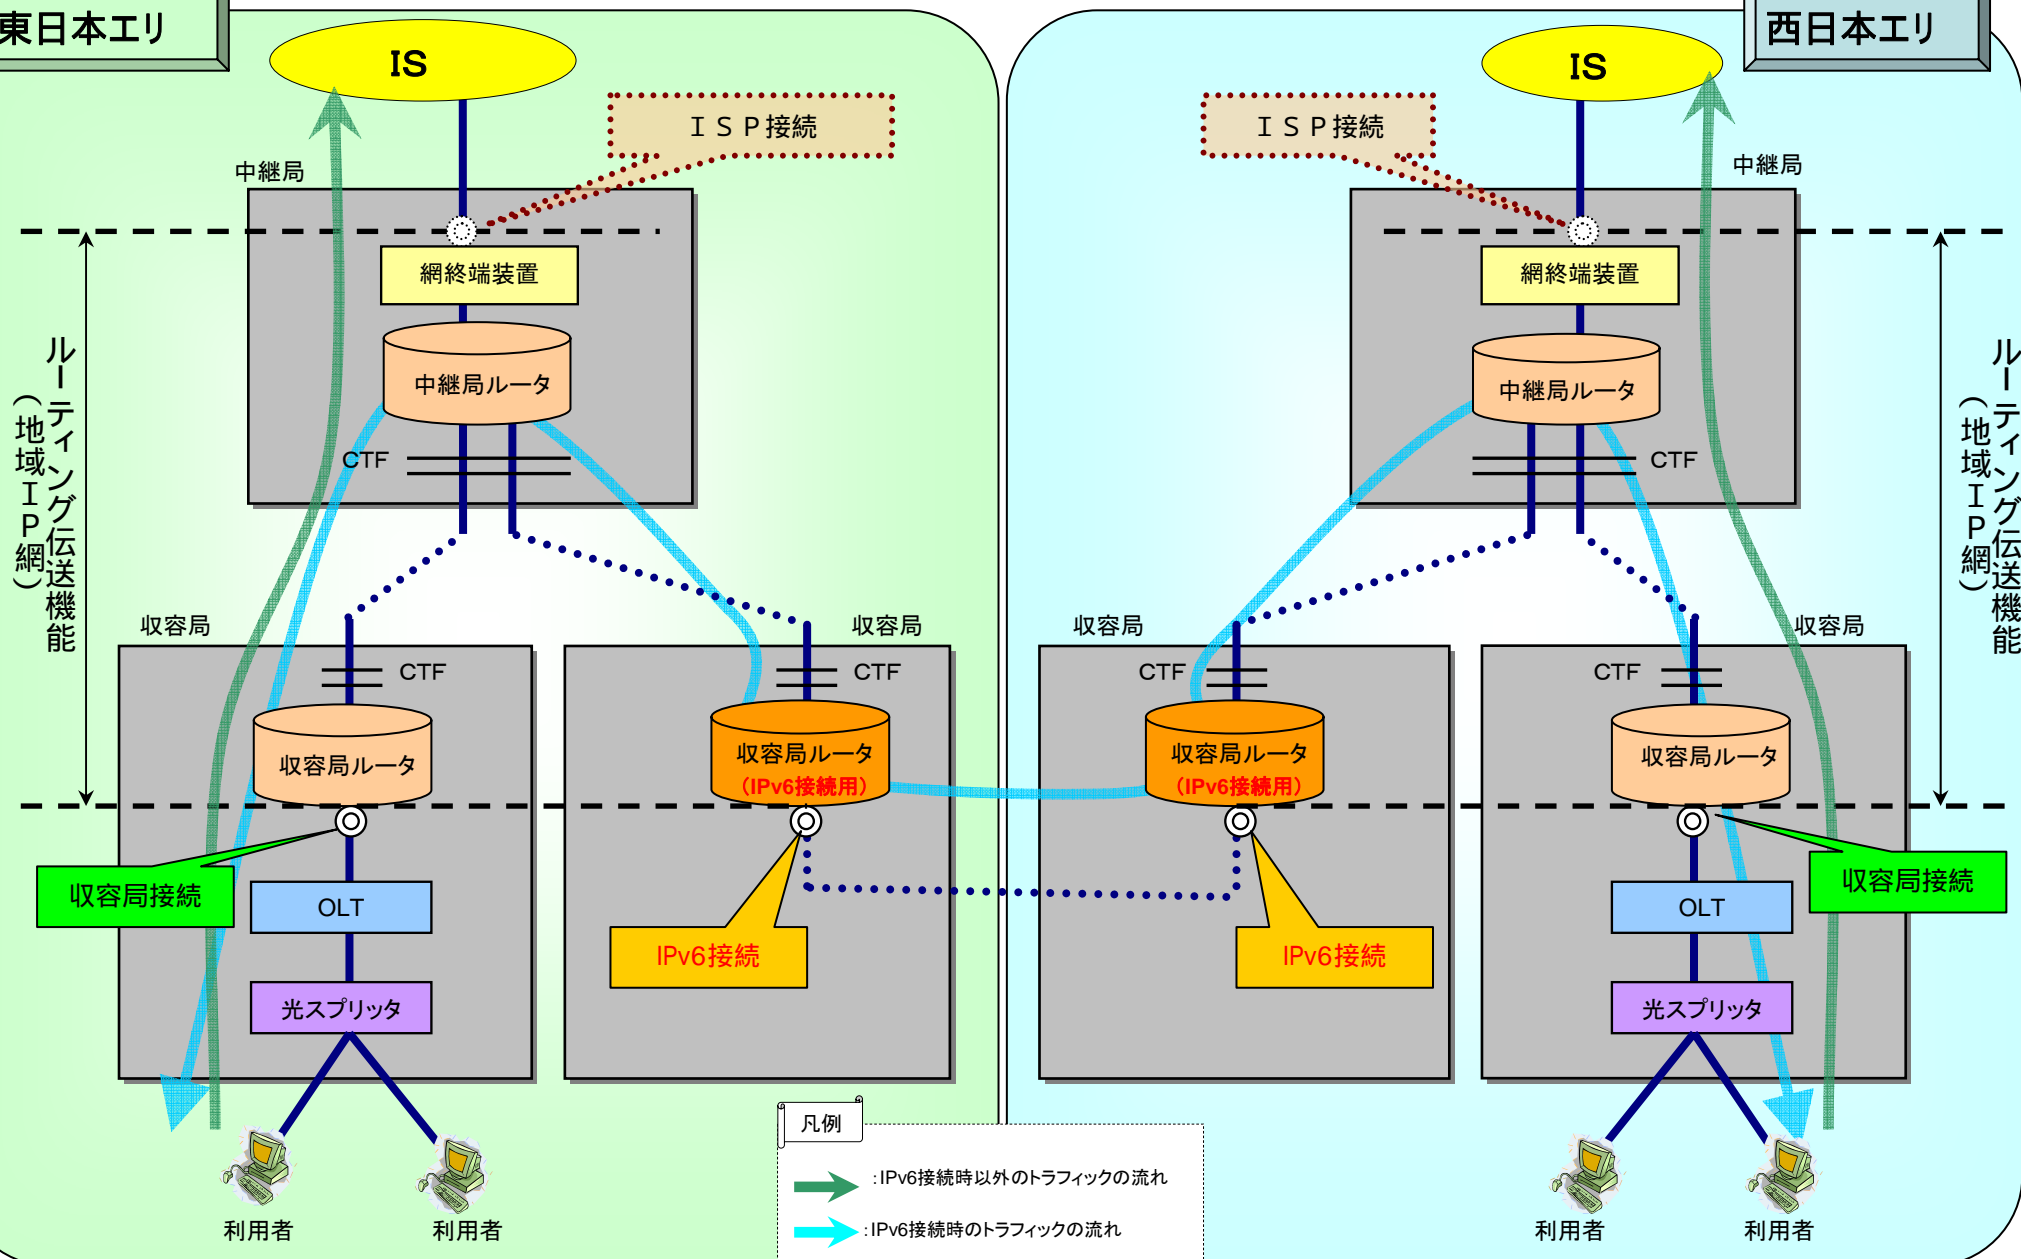 東日本エリ
西日本エリ
IS
IS
ＩＳＰ接続
ＩＳＰ接続
中継局
中継局
網終端装置
網終端装置
中継局ルータ
中継局ルータ
CTF
CTF
ルーティング伝送機能
（地域ＩＰ網）
ルーティング伝送機能
（地域ＩＰ網）
収容局
収容局
収容局
収容局
CTF
CTF
CTF
CTF
収容局ルータ
収容局ルータ
（IPv6接続用）
収容局ルータ
（IPv6接続用）
収容局ルータ
収容局接続
収容局接続
OLT
OLT
IPv6接続
IPv6接続
光スプリッタ
光スプリッタ
凡例
：IPv6接続時以外のトラフィックの流れ
：IPv6接続時のトラフィックの流れ
利用者
利用者
利用者
利用者